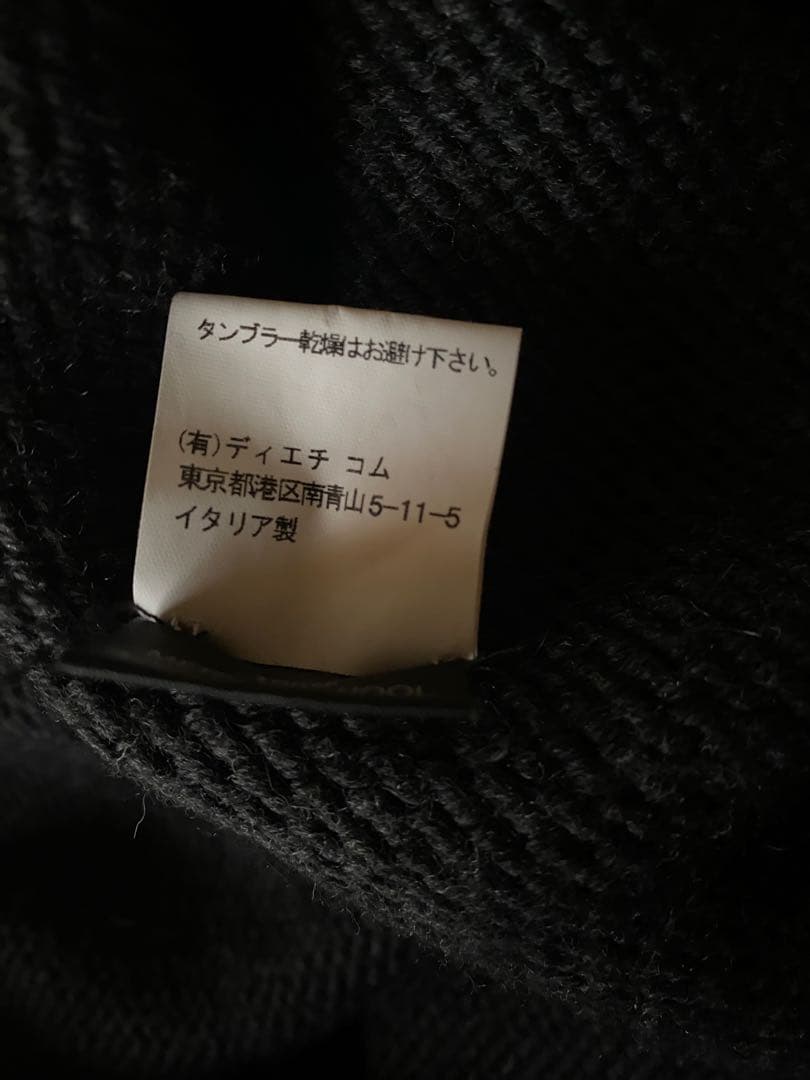 タンブラー乾燥はお避け下さい。
(有)ディエチ コム
東京都港区南青山5-11-5
イタリア製